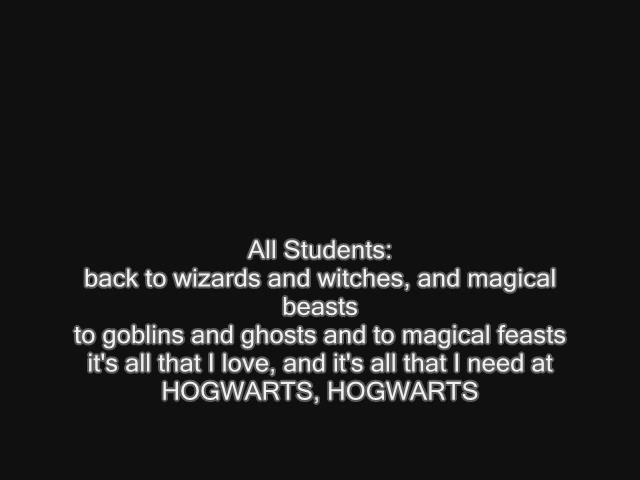 All Students:
back to wizards and witches, and magical
beasts
to goblins and ghosts and to magical feasts
it's all that I love, and it's all that I need at
HOGWARTS, HOGWARTS